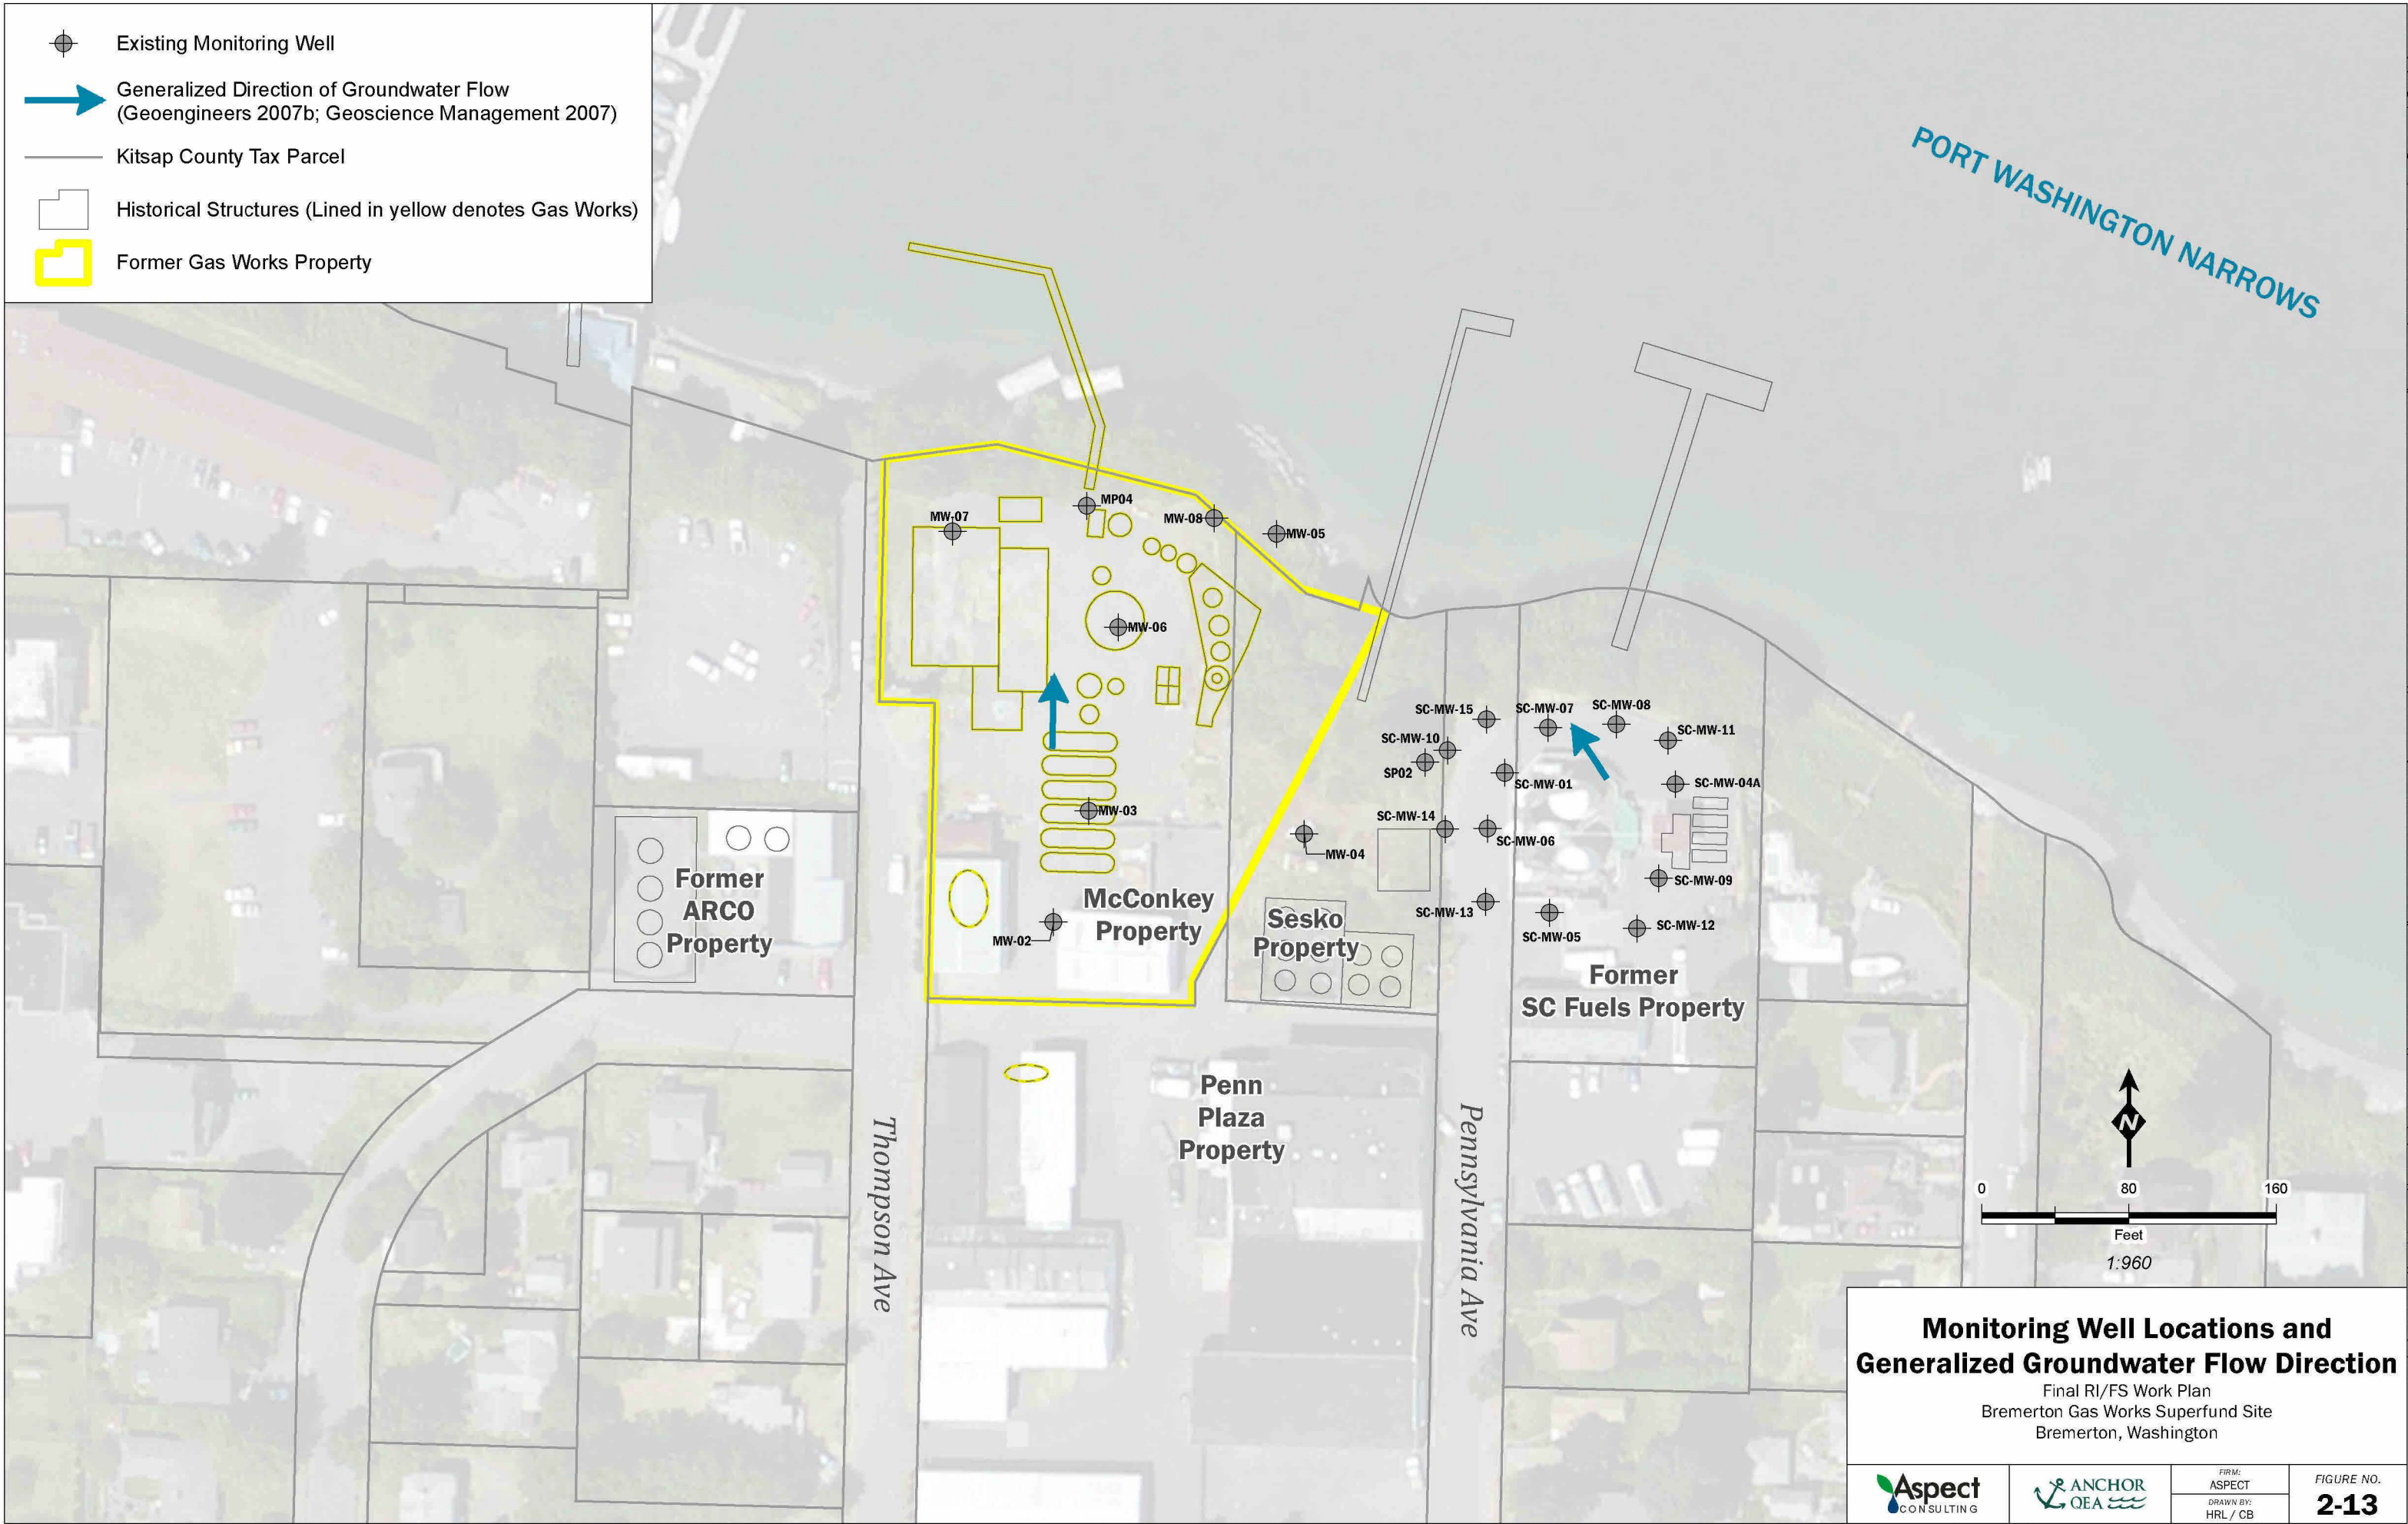 Existing Monitoring Well
Generalized Direction of Groundwater Flow
(Geoengineers 2007b; Geoscience Management 2007)
Kitsap County Tax Parcel
Historical Structures (Lined in yellow denotes Gas Works)
Former Gas Works Property
PORT WASHINGTON NARROWS
MP04
MW-07
MW-08
MW-05
MW-06
SC-MW-15
SC-MW-07
SC-MW-08
SC-MW-11
SC-MW-10
SP02
SC-MW-01
SC-MW-04A
MW-03
SC-MW-14
SC-MW-06
MW-04
SC-MW-09
SC-MW-13
SC-MW-05
SC-MW-12
MW-02
Former
ARCO
Property
McConkey
Property
Sesko
Property
Former
SC Fuels Property
Penn
Plaza
Property
Thompson Ave
Pennsylvania Ave
N
0 80 160
Feet
1:960
Monitoring Well Locations and
Generalized Groundwater Flow Direction
Final RI/FS Work Plan
Bremerton Gas Works Superfund Site
Bremerton, Washington
Aspect
CONSULTING
ANCHOR
QEA
FIRM:
ASPECT
DRAWN BY:
HRL / CB
FIGURE NO.
2-13